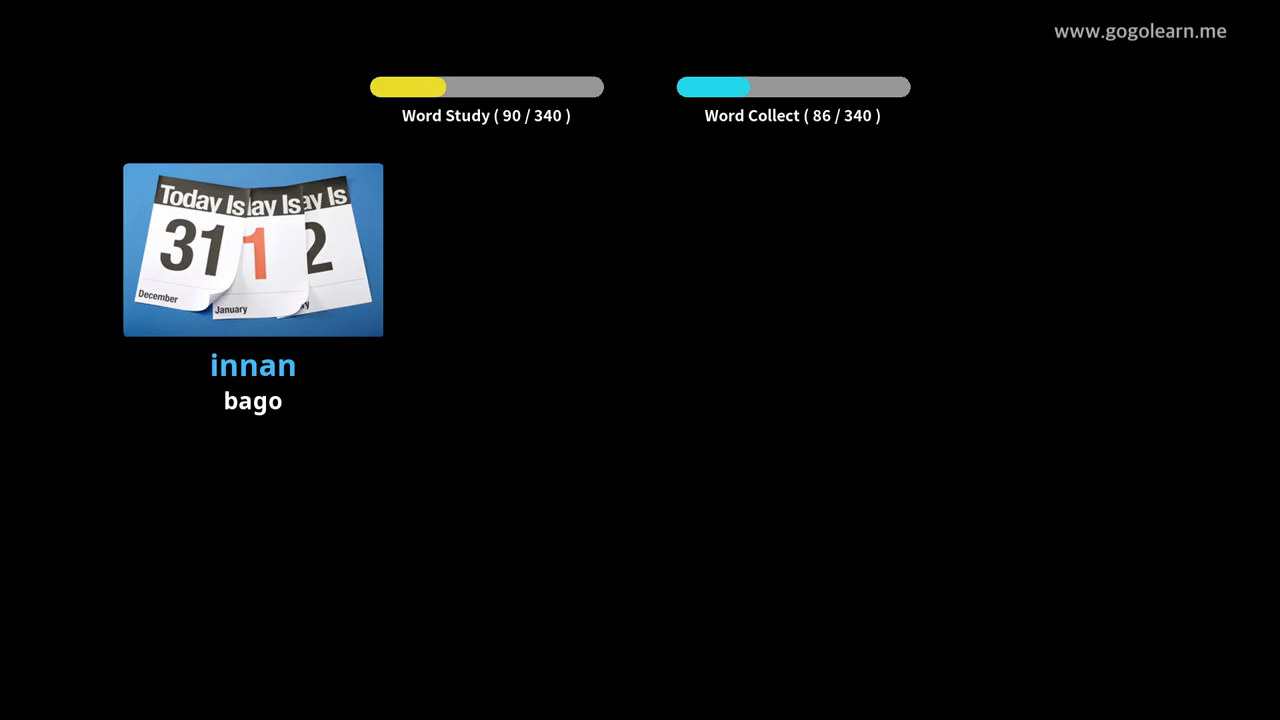 www.gogolearn.me
Word Study ( 90 / 340 )
Word Collect ( 86 / 340 )
Today Is
ay Is
ay Is
31
1
2
December
January
innan
bago